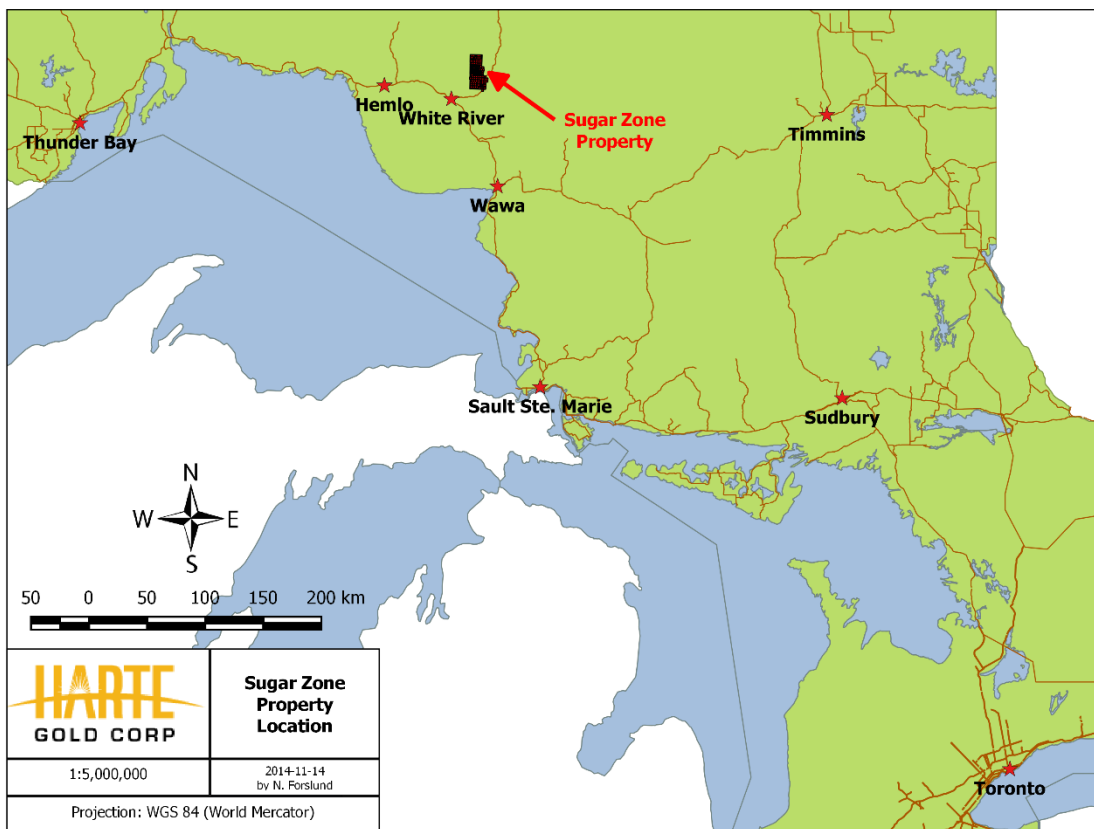 Hemlo
White River
Sugar Zone
Property
Thunder Bay
Timmins
Wawa
Sault Ste. Marie
Sudbury
N
W
E
S
50 0 50 100 150 200 km
HARTE
GOLD CORP
Sugar Zone
Property
Location
1:5,000,000
2014-11-14
by N. Forslund
Projection: WGS 84 (World Mercator)
Toronto